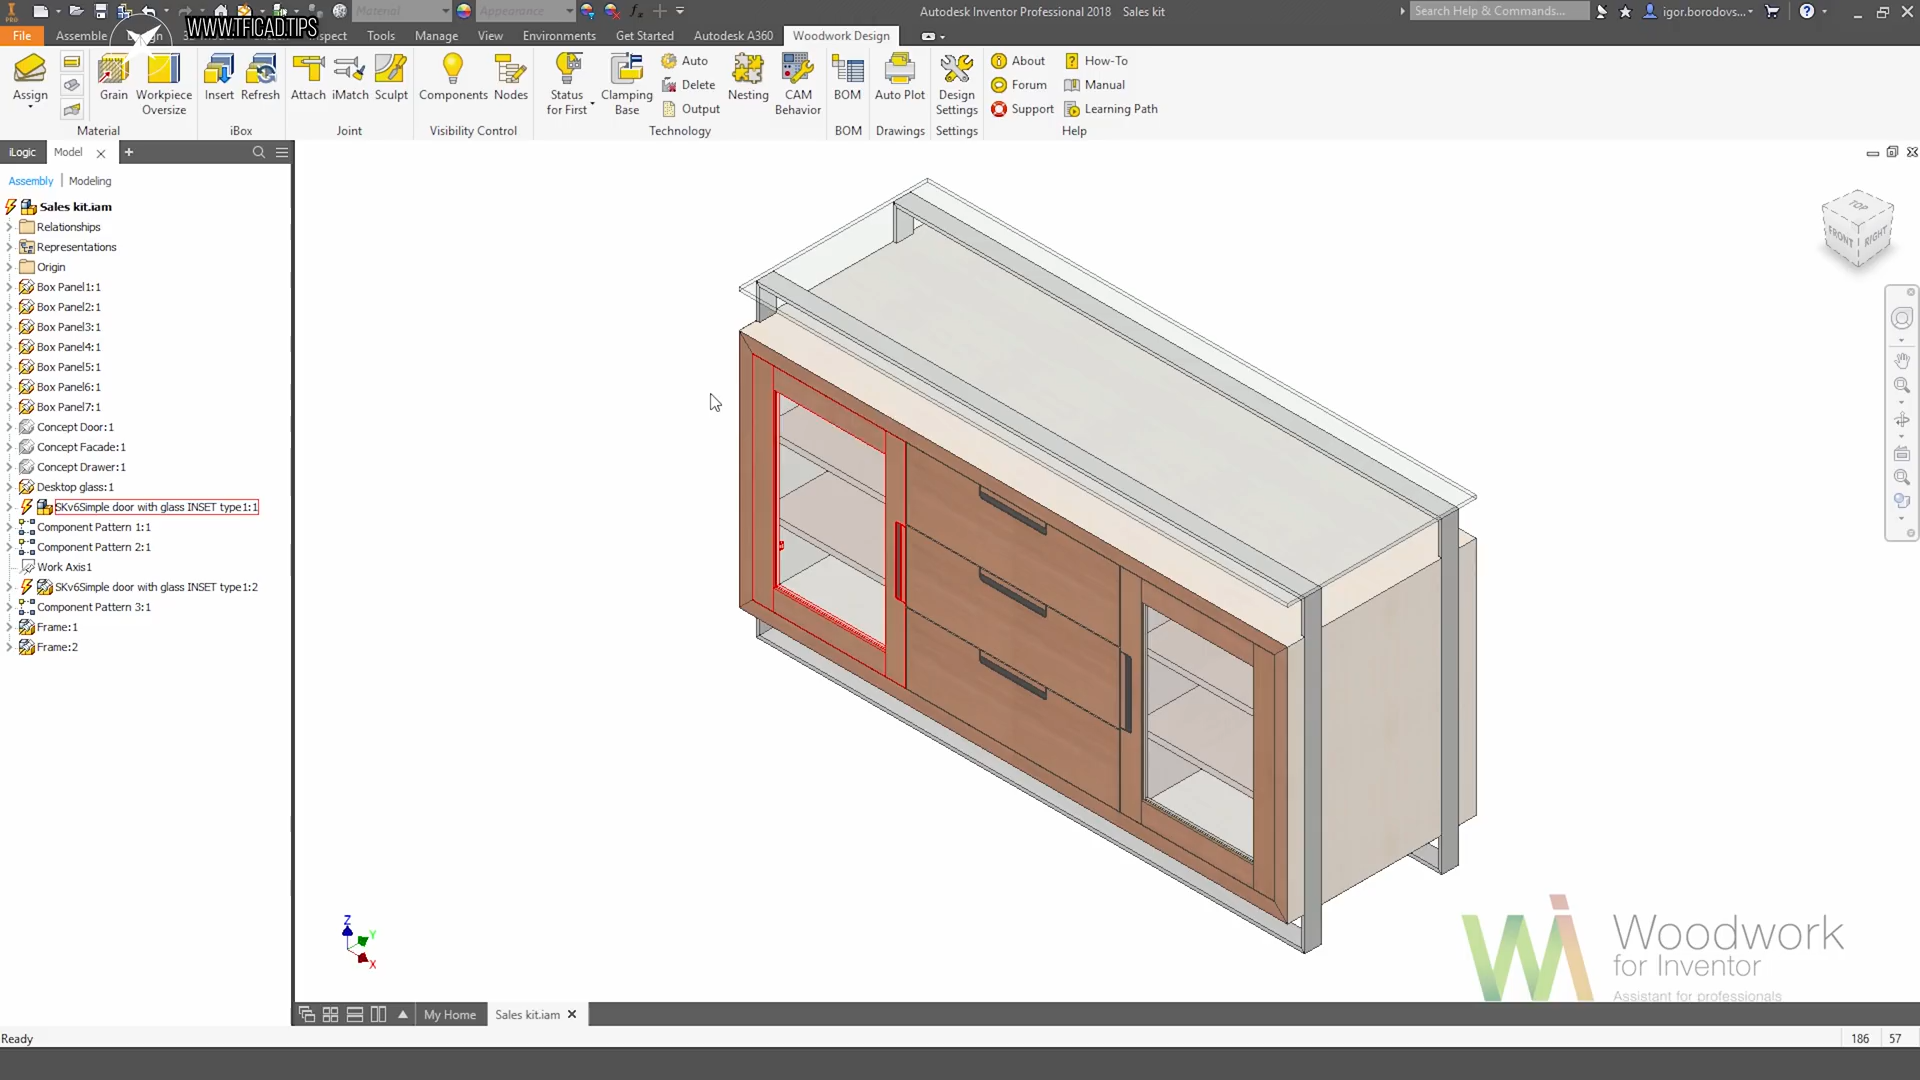 Material
Appearance
Autodesk Inventor Professional 2018 Sales kit
Search Help & Commands...
igor.borodovs...
WWW.TFICAD.TIPS
File
Assemble
Tools
Manage
View
Environments
Get Started
Autodesk A360
Woodwork Design
Assign
Grain
Workpiece
Oversize
Insert
Refresh
Attach
iMatch
Sculpt
Components
Nodes
Status
for First
Clamping
Base
Auto
Delete
Output
Nesting
CAM
Behavior
BOM
Auto Plot
Design
Settings
About
Forum
Support
How-To
Manual
Learning Path
Material
iBox
Joint
Visibility Control
Technology
BOM
Drawings
Settings
Help
iLogic
Model
Assembly
Modeling
Sales kit.iam
Relationships
Representations
Origin
Box Panel1:1
Box Panel2:1
Box Panel3:1
Box Panel4:1
Box Panel5:1
Box Panel6:1
Box Panel7:1
Concept Door:1
Concept Facade:1
Concept Drawer:1
Desktop glass:1
SKv6Simple door with glass INSET type1:1
Component Pattern 1:1
Component Pattern 2:1
Work Axis1
SKv6Simple door with glass INSET type1:2
Component Pattern 3:1
Frame:1
Frame:2
TOP
FRONT
RIGHT
Z
Y
X
Woodwork
for Inventor
Assistant for professionals
My Home
Sales kit.iam
Ready
186
57